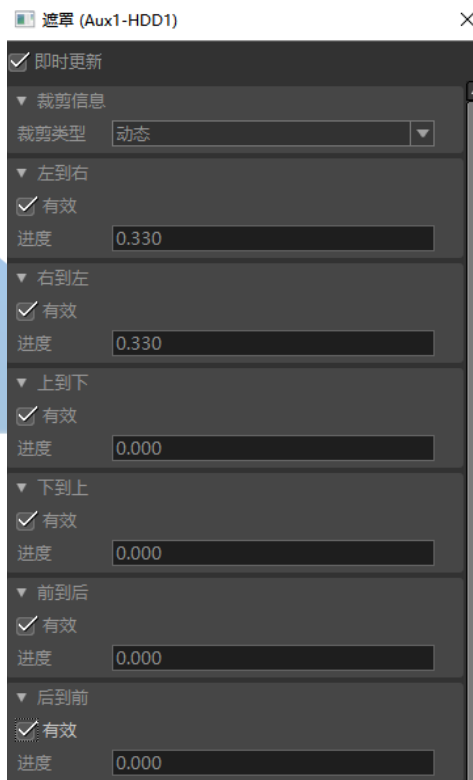 遮罩 (Aux1-HDD1)
即时更新
裁剪信息
裁剪类型 动态
左到右
有效
进度 0.330
右到左
有效
进度 0.330
上到下
有效
进度 0.000
下到上
有效
进度 0.000
前到后
有效
进度 0.000
后到前
有效
进度 0.000